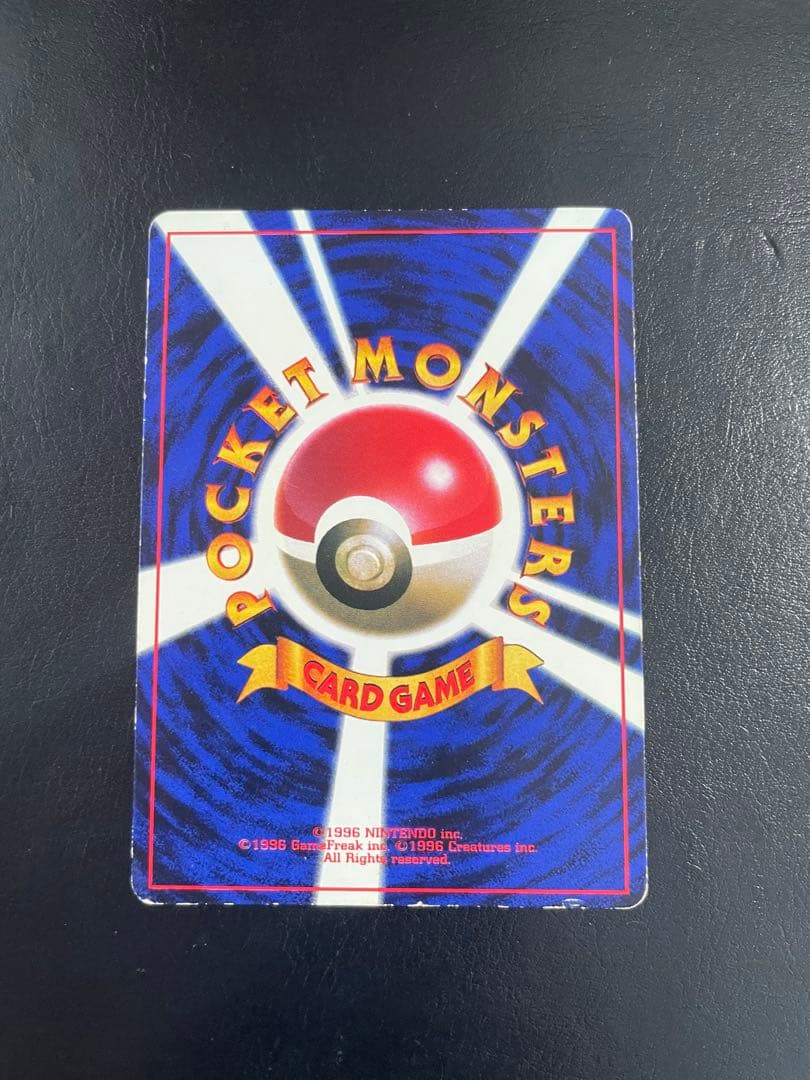 POCKET MONSTERS
CARD GAME
©1996 NINTENDO inc.
©1996 GameFreak inc. ©1996 Creatures inc.
All Rights reserved.